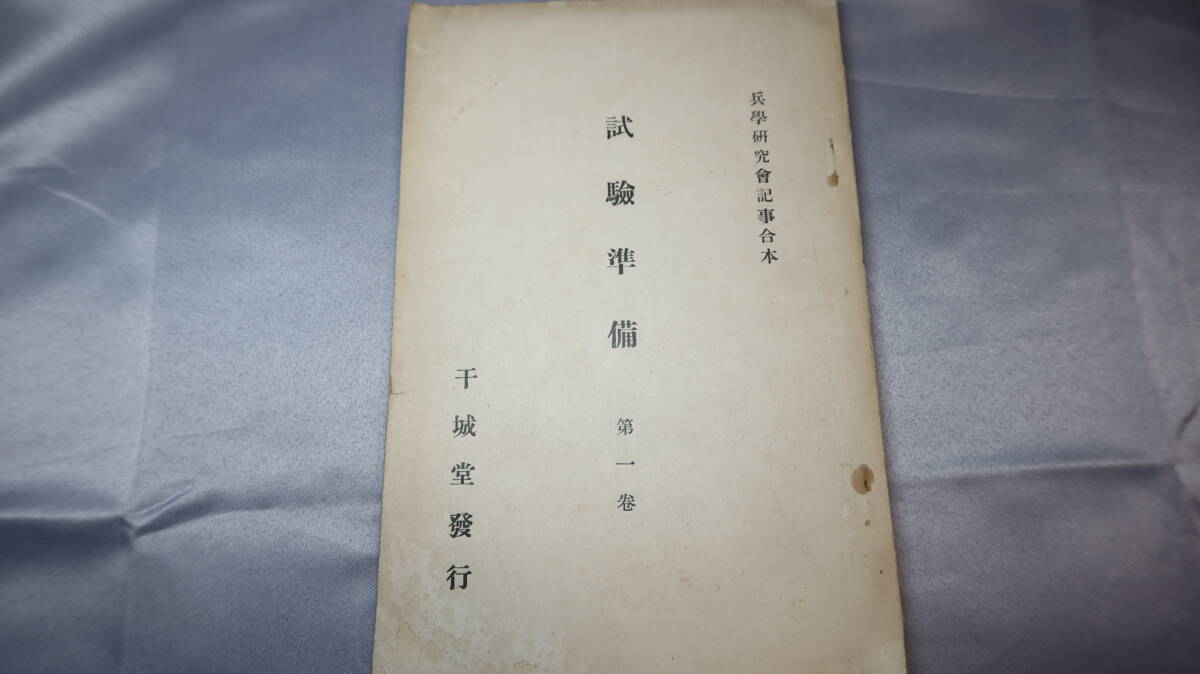 兵學研究會記事合本
試驗準備 第一卷
干城堂發行